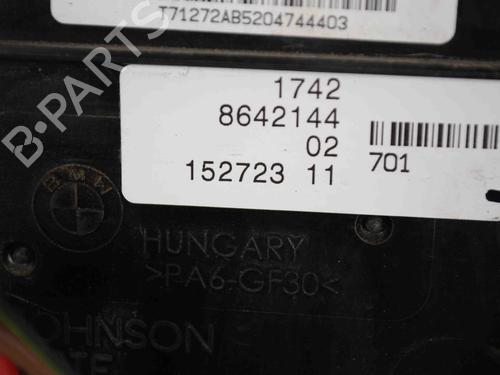 T71272AB5204744403
1742
8642144
02
701
152723 11
BMW
HUNGARY
>PA6-GF30<
JOHNSON
B-PARTS